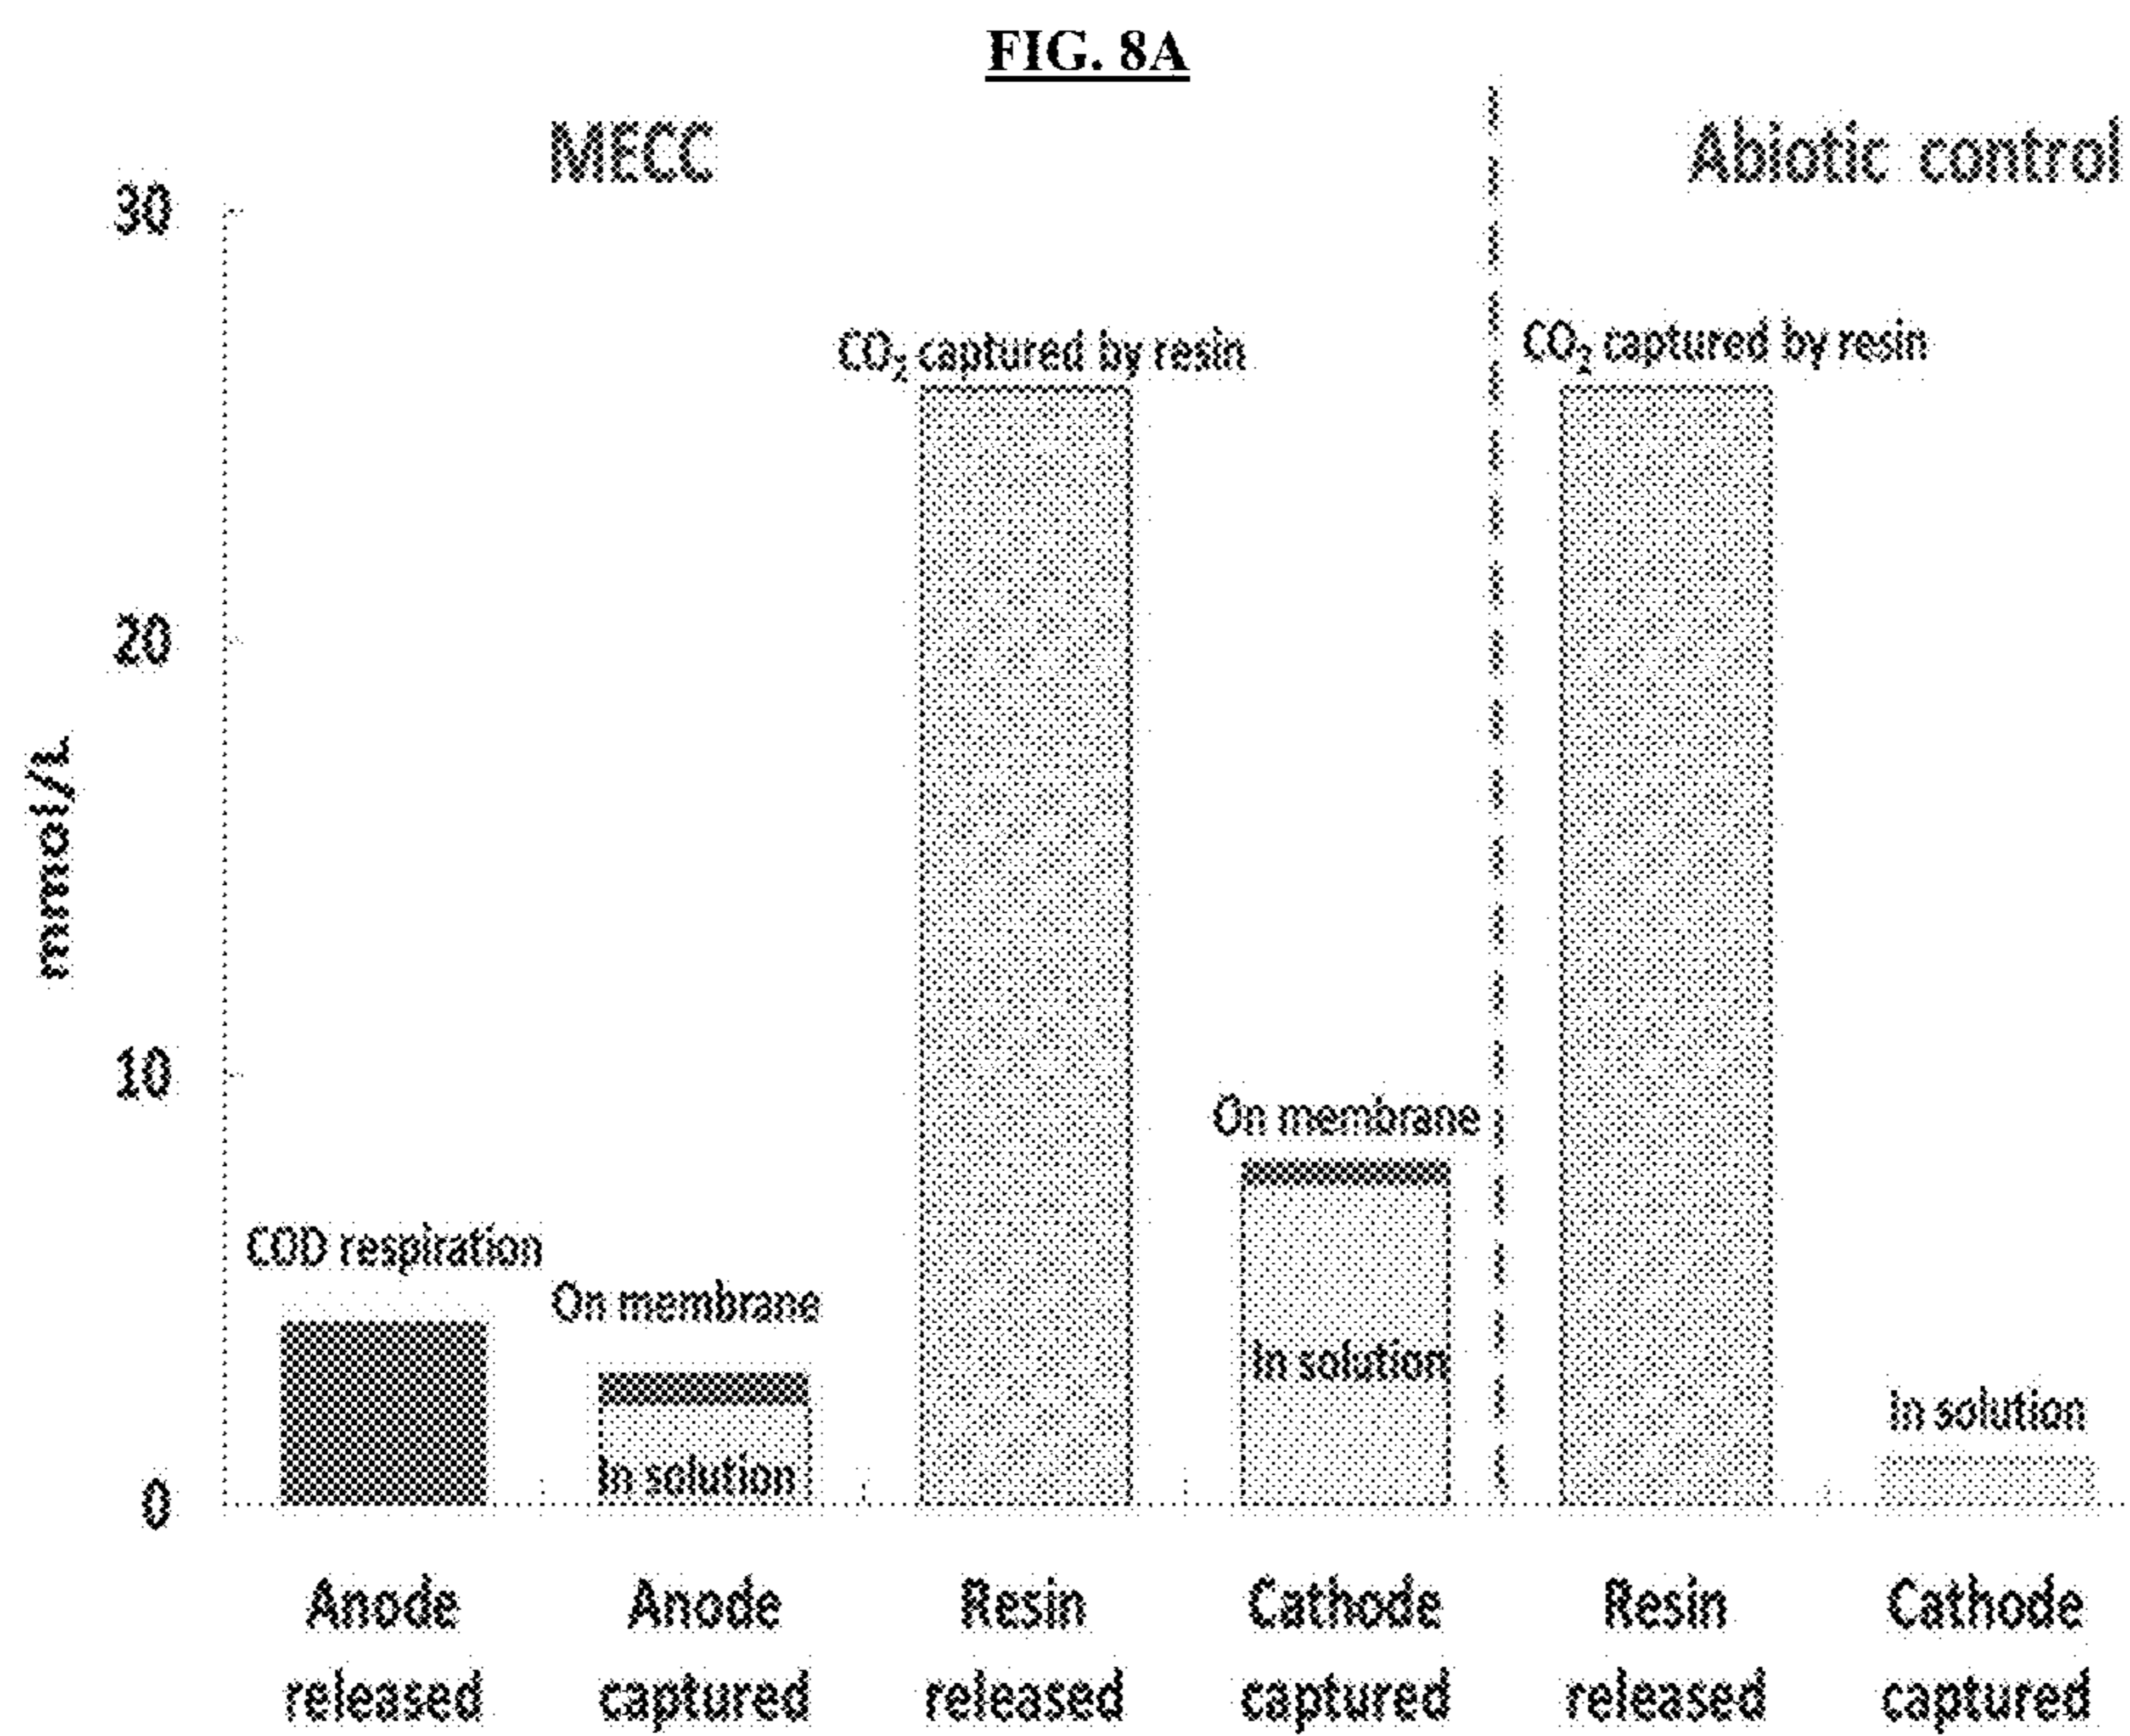 FIG. 8A
MECC
Abiotic control
30
20
10
0
mmol/L
CO₂ captured by resin
CO₂ captured by resin
On membrane
COD respiration
On membrane
In solution
In solution
In solution
Anode released
Anode captured
Resin released
Cathode captured
Resin released
Cathode captured